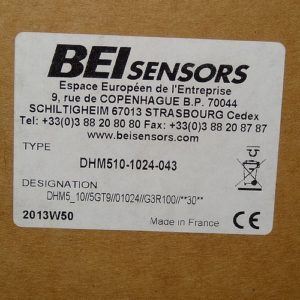 BEI SENSORS
Espace Européen de l'Entreprise
9, rue de COPENHAGUE B.P. 70044
SCHILTIGHEIM 67013 STRASBOURG Cedex
Tel: +33(0)3 88 20 80 80 Fax: +33(0)3 88 20 87 87
www.beisensors.com
TYPE
DHM510-1024-043
DESIGNATION
DHM5_10//5GT9//01024//G3R100//**30**
2013W50
Made in France
CE